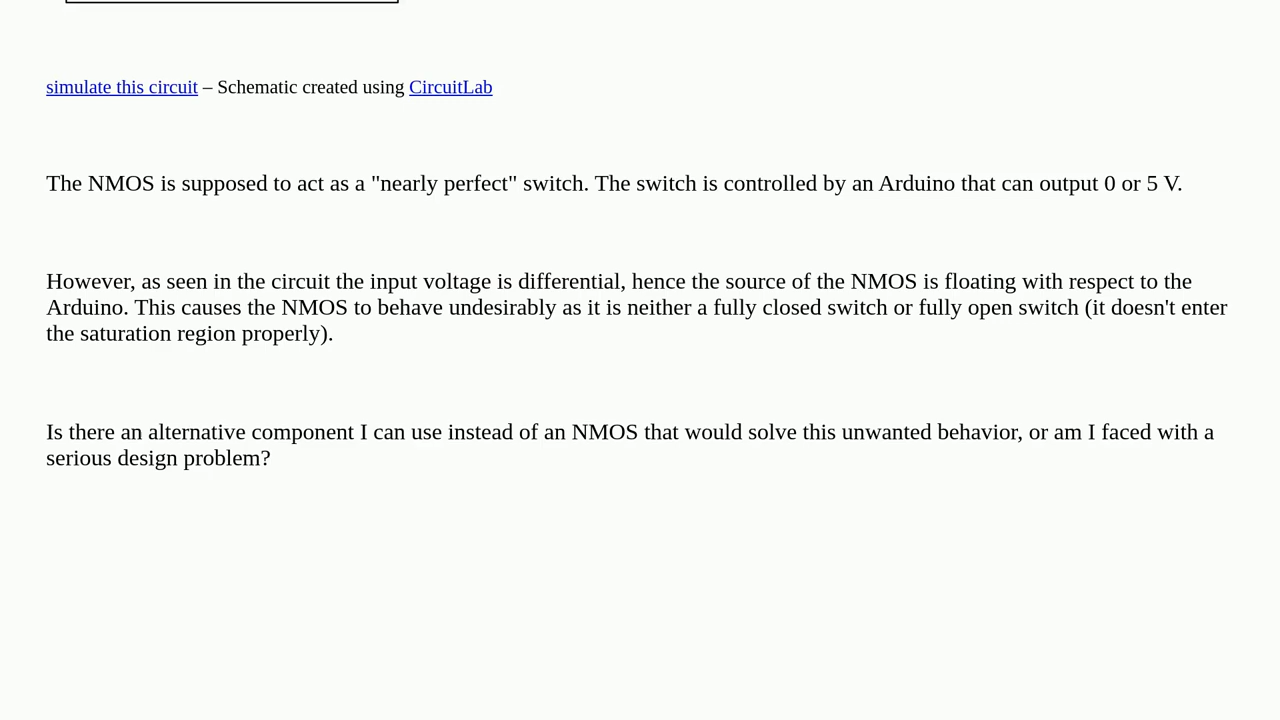 simulate this circuit – Schematic created using CircuitLab
The NMOS is supposed to act as a "nearly perfect" switch. The switch is controlled by an Arduino that can output 0 or 5 V.
However, as seen in the circuit the input voltage is differential, hence the source of the NMOS is floating with respect to the
Arduino. This causes the NMOS to behave undesirably as it is neither a fully closed switch or fully open switch (it doesn't enter
the saturation region properly).
Is there an alternative component I can use instead of an NMOS that would solve this unwanted behavior, or am I faced with a
serious design problem?